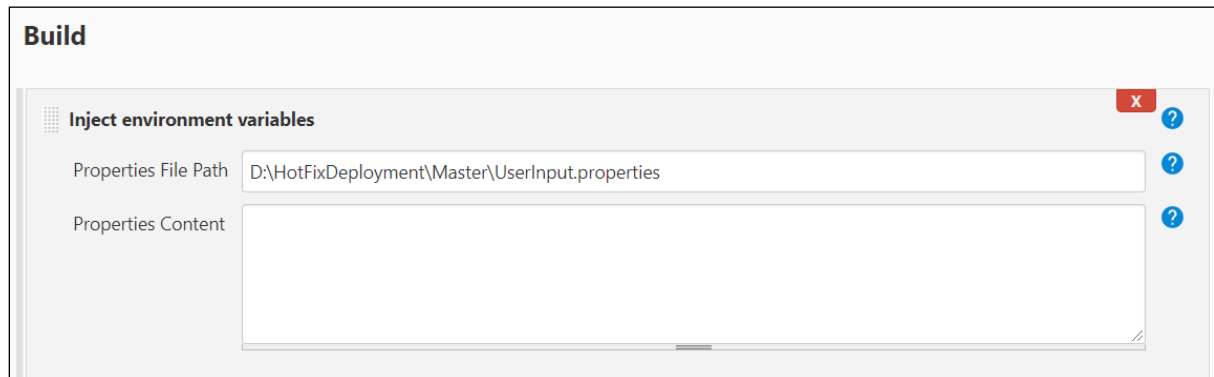 Build
Inject environment variables
X
?
Properties File Path
D:\HotFixDeployment\Master\UserInput.properties
?
Properties Content
?